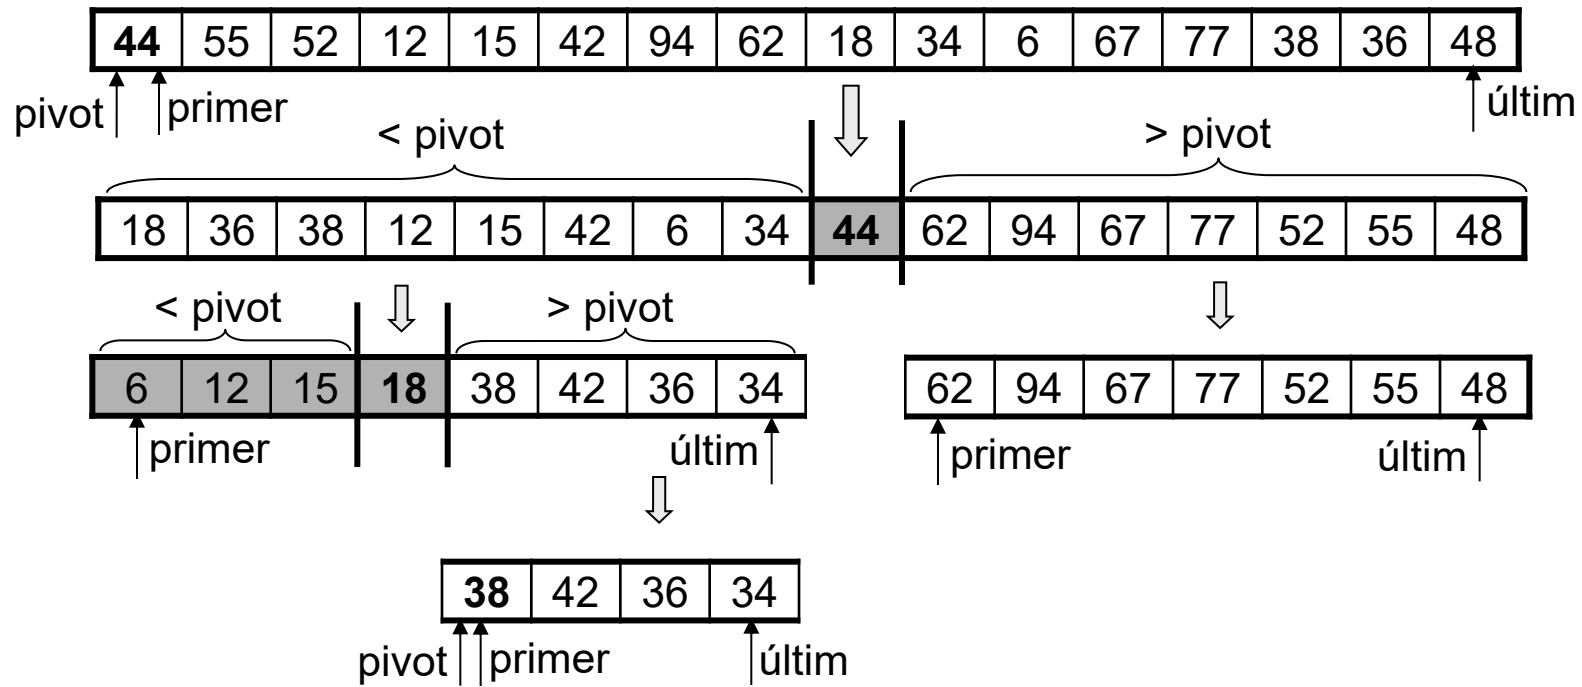 44 55 52 12 15 42 94 62 18 34 6 67 77 38 36 48
pivot primer últim
< pivot > pivot
18 36 38 12 15 42 6 34 44 62 94 67 77 52 55 48
< pivot > pivot
6 12 15 18 38 42 36 34 62 94 67 77 52 55 48
primer últim primer últim
38 42 36 34
pivot primer últim